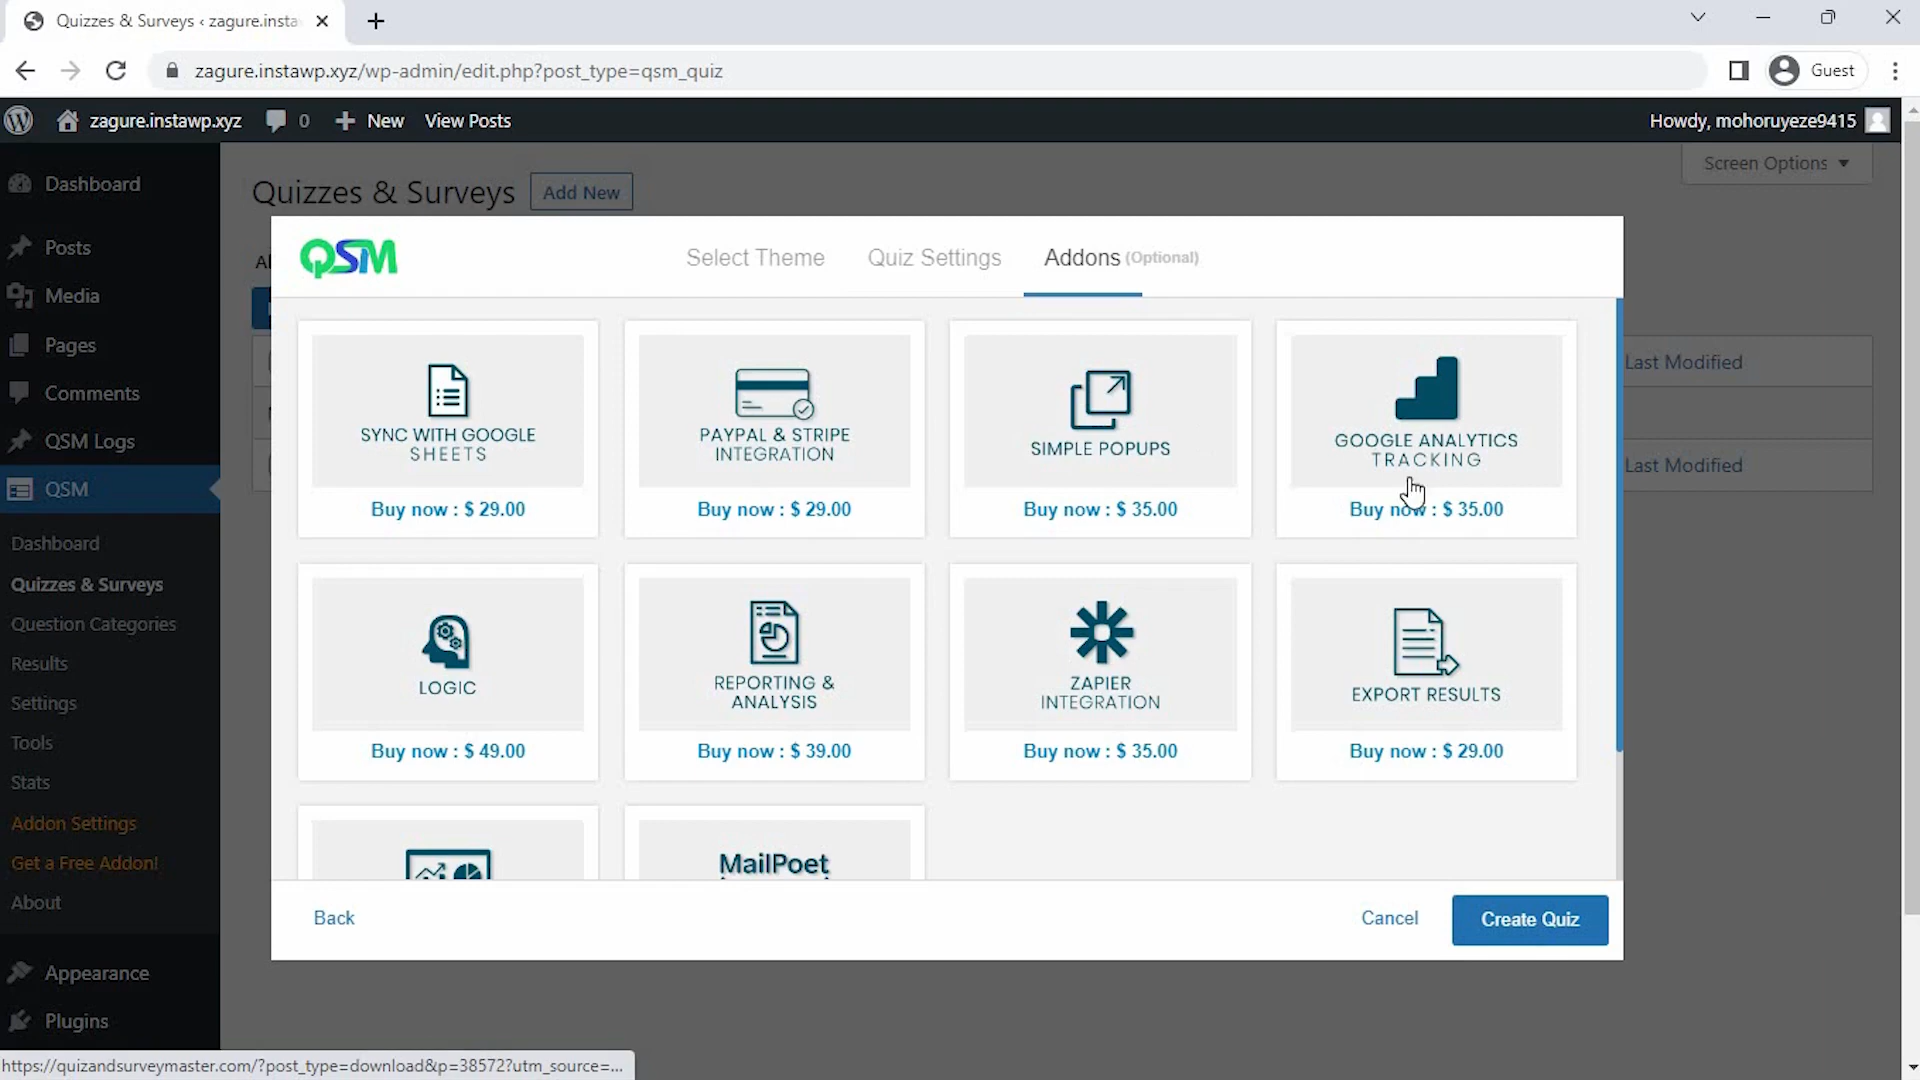 Quizzes & Surveys ‹ zagure.insta
zagure.instawp.xyz/wp-admin/edit.php?post_type=qsm_quiz
Guest
zagure.instawp.xyz
0
New
View Posts
Howdy, mohoruyeze9415
Dashboard
Posts
Media
Pages
Comments
QSM Logs
QSM
Dashboard
Quizzes & Surveys
Question Categories
Results
Settings
Tools
Stats
Addon Settings
Get a Free Addon!
About
Appearance
Plugins
Screen Options
Quizzes & Surveys
Add New
Last Modified
Last Modified
QSM
Select Theme
Quiz Settings
Addons (Optional)
SYNC WITH GOOGLE
SHEETS
Buy now : $ 29.00
PAYPAL & STRIPE
INTEGRATION
Buy now : $ 29.00
SIMPLE POPUPS
Buy now : $ 35.00
GOOGLE ANALYTICS
TRACKING
Buy now : $ 35.00
LOGIC
Buy now : $ 49.00
REPORTING &
ANALYSIS
Buy now : $ 39.00
ZAPIER
INTEGRATION
Buy now : $ 35.00
EXPORT RESULTS
Buy now : $ 29.00
MailPoet
Back
Cancel
Create Quiz
https://quizandsurveymaster.com/?post_type=download&p=38572?utm_source=...